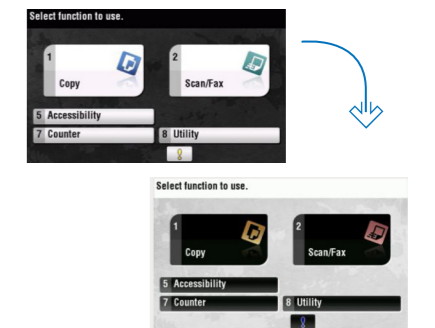 Select function to use.
1 2
Copy Scan/Fax
5 Accessibility
7 Counter 8 Utility
Select function to use.
1 2
Copy Scan/Fax
5 Accessibility
7 Counter 8 Utility